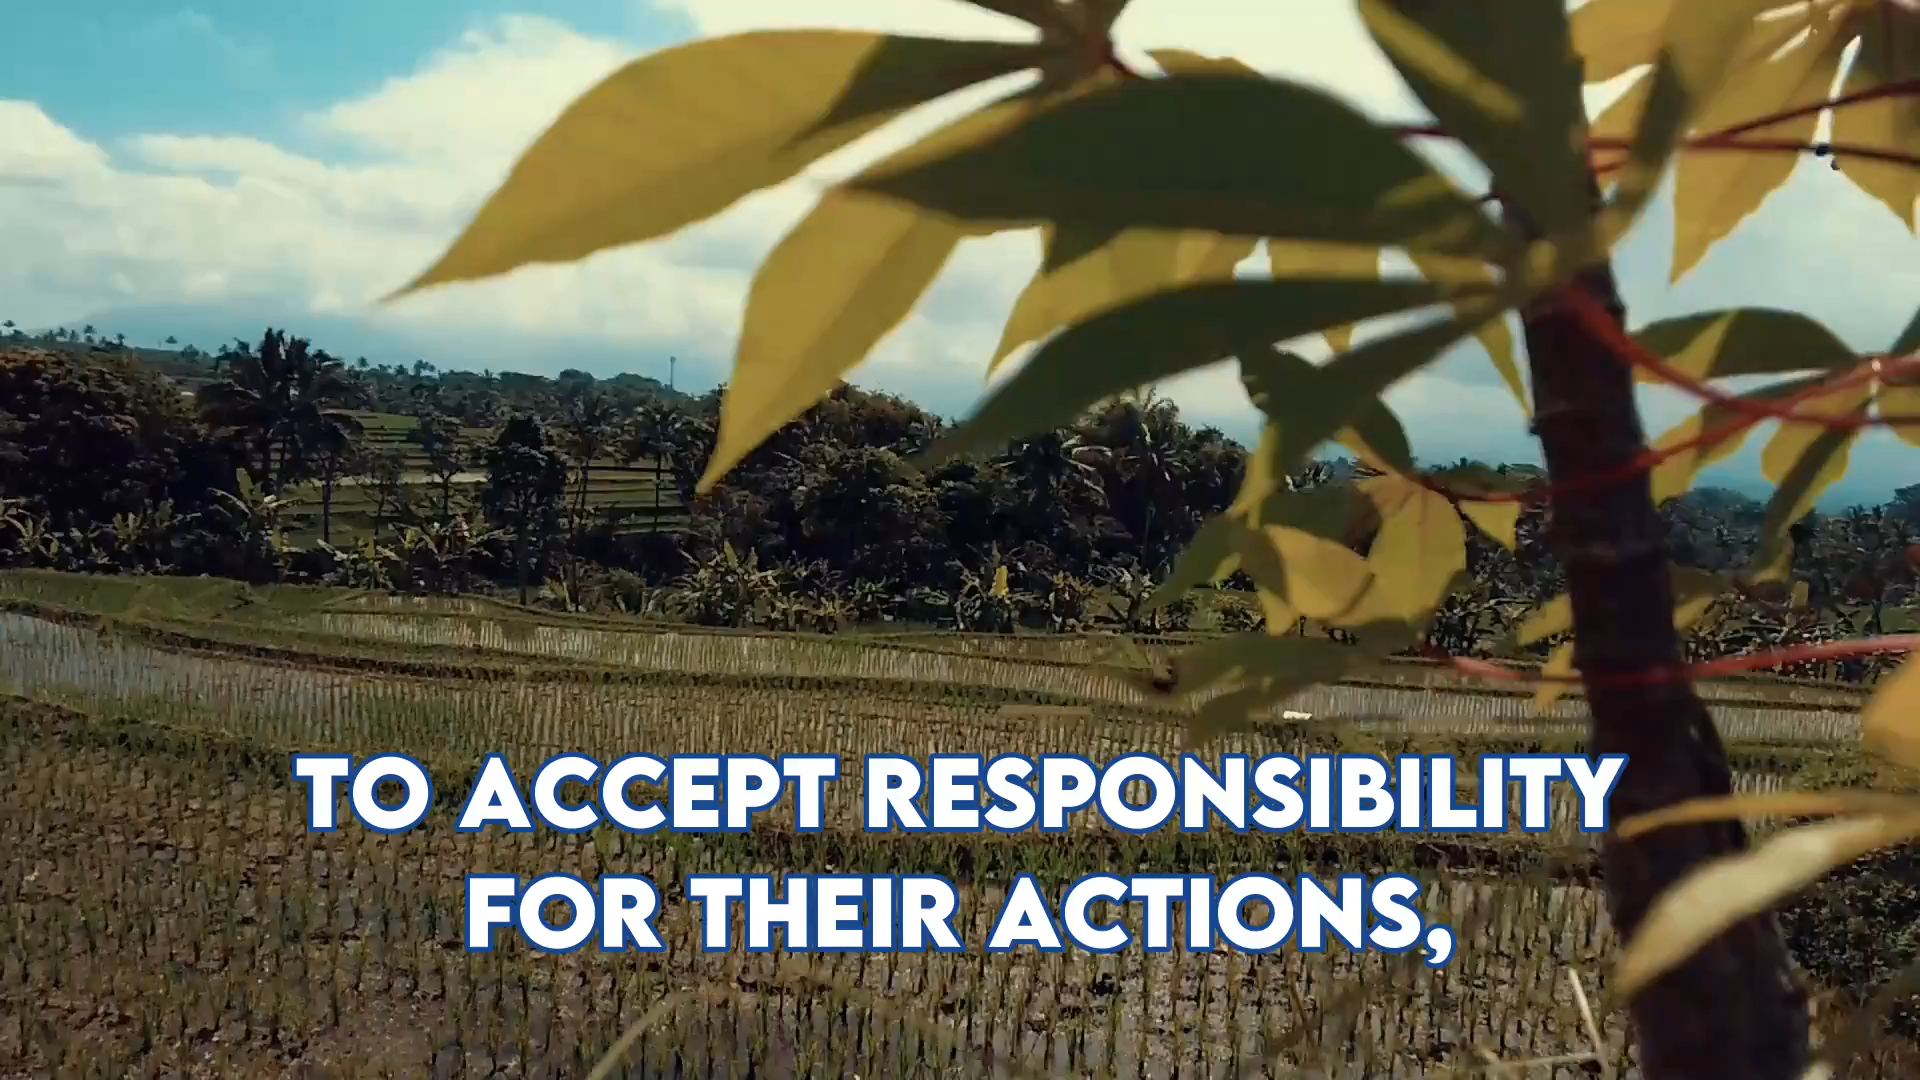 TO ACCEPT RESPONSIBILITY
FOR THEIR ACTIONS,